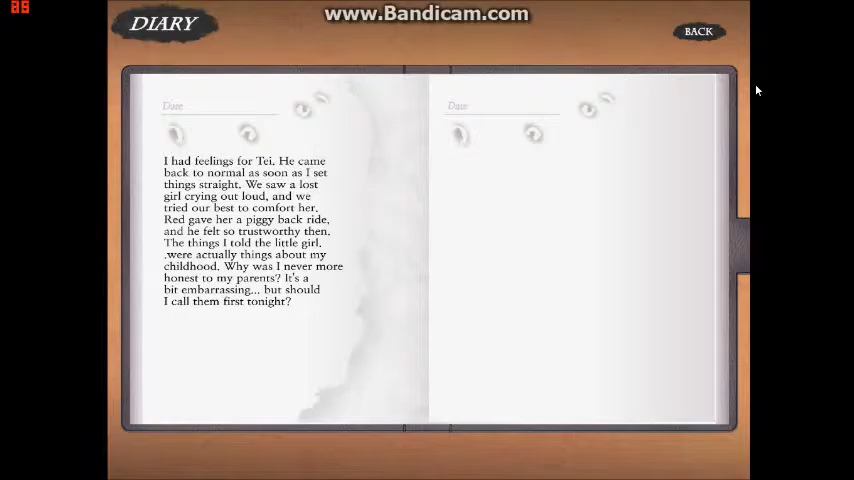 86
www.Bandicam.com
DIARY
BACK
Date
I had feelings for Tei. He came
back to normal as soon as I set
things straight. We saw a lost
girl crying out loud, and we
tried our best to comfort her.
Red gave her a piggy back ride,
and he felt so trustworthy then.
The things I told the little girl,
.were actually things about my
childhood. Why was I never more
honest to my parents? It's a
bit embarrassing... but should
I call them first tonight?
Date